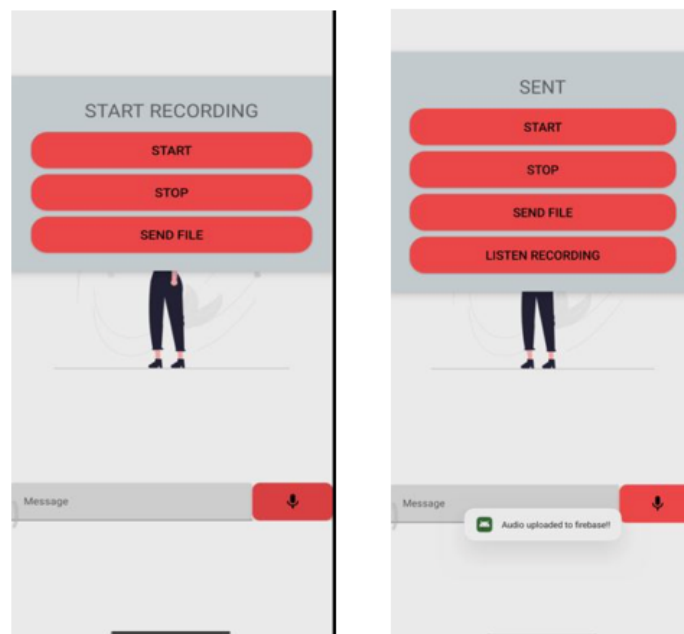 START RECORDING
START
STOP
SEND FILE
Message
SENT
START
STOP
SEND FILE
LISTEN RECORDING
Message
Audio uploaded to firebase!!